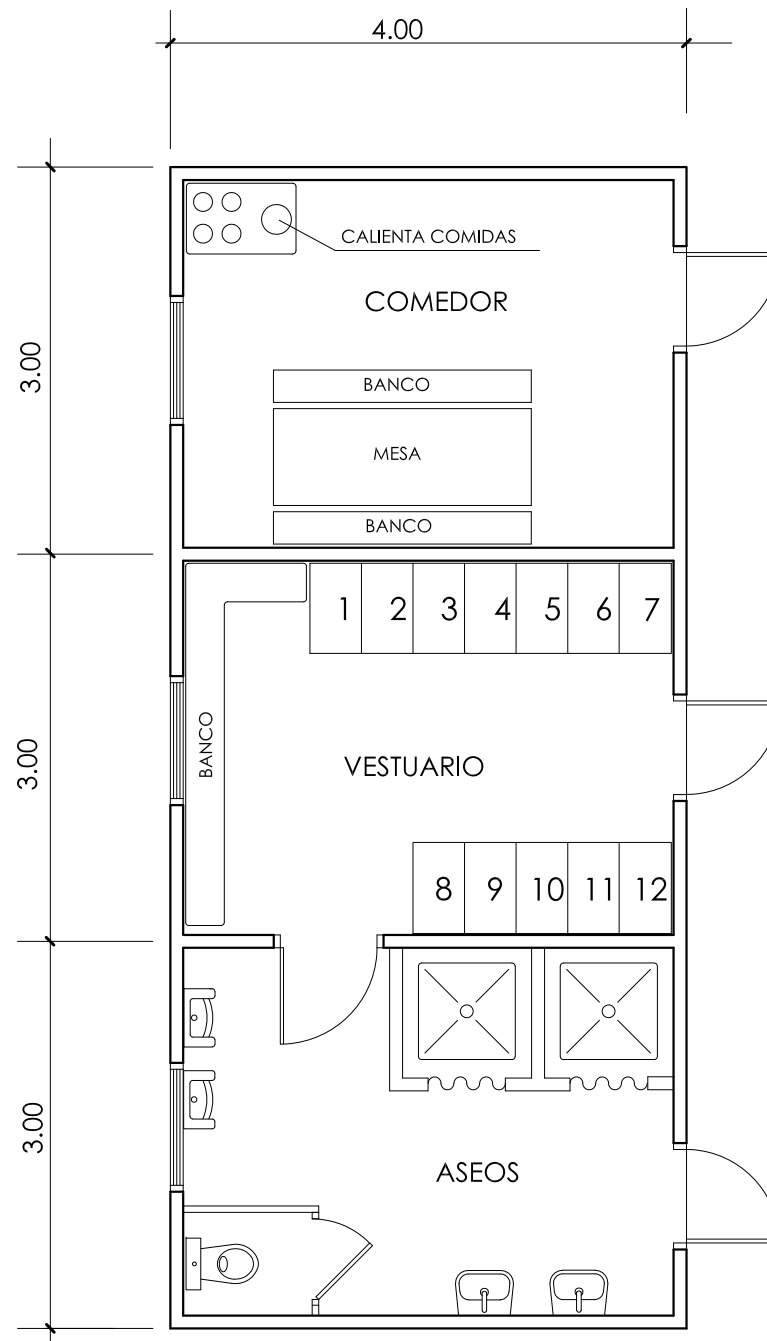 4.00
CALIENTA COMIDAS
COMEDOR
3.00
BANCO
MESA
BANCO
1 2 3 4 5 6 7
3.00
BANCO
VESTUARIO
8 9 10 11 12
3.00
ASEOS